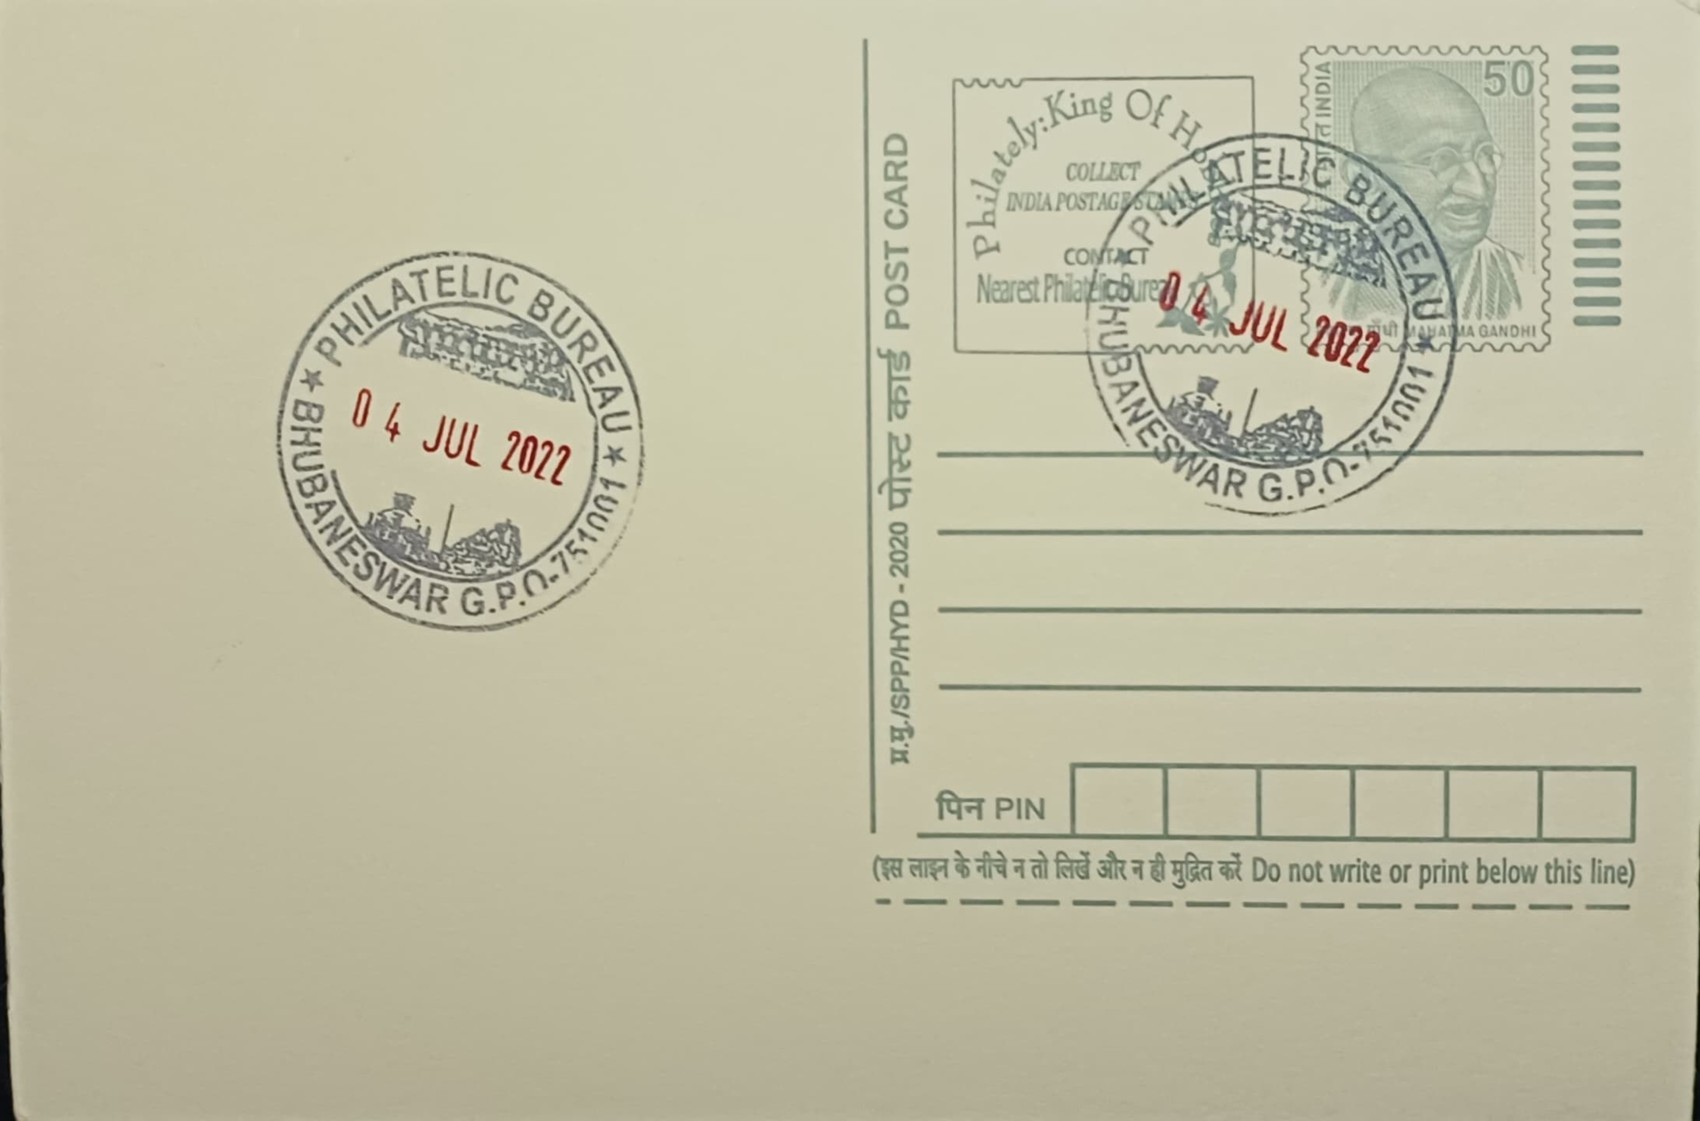 ★ PHILATELIC BUREAU ★
BHUBANESWAR G.P.O.-751001
04 JUL 2022
प्र.मु./SPP/HYD - 2020 पोस्ट कार्ड POST CARD
Philately:King Of
COLLECT
INDIA POSTAGE STAMPS
CONTACT
Nearest Philatelic Bureau
INDIA
50
MAHATMA GANDHI
★ PHILATELIC BUREAU ★
BHUBANESWAR G.P.O.-751001
04 JUL 2022
पिन PIN
(इस लाइन के नीचे न तो लिखें और न ही मुद्रित करें Do not write or print below this line)